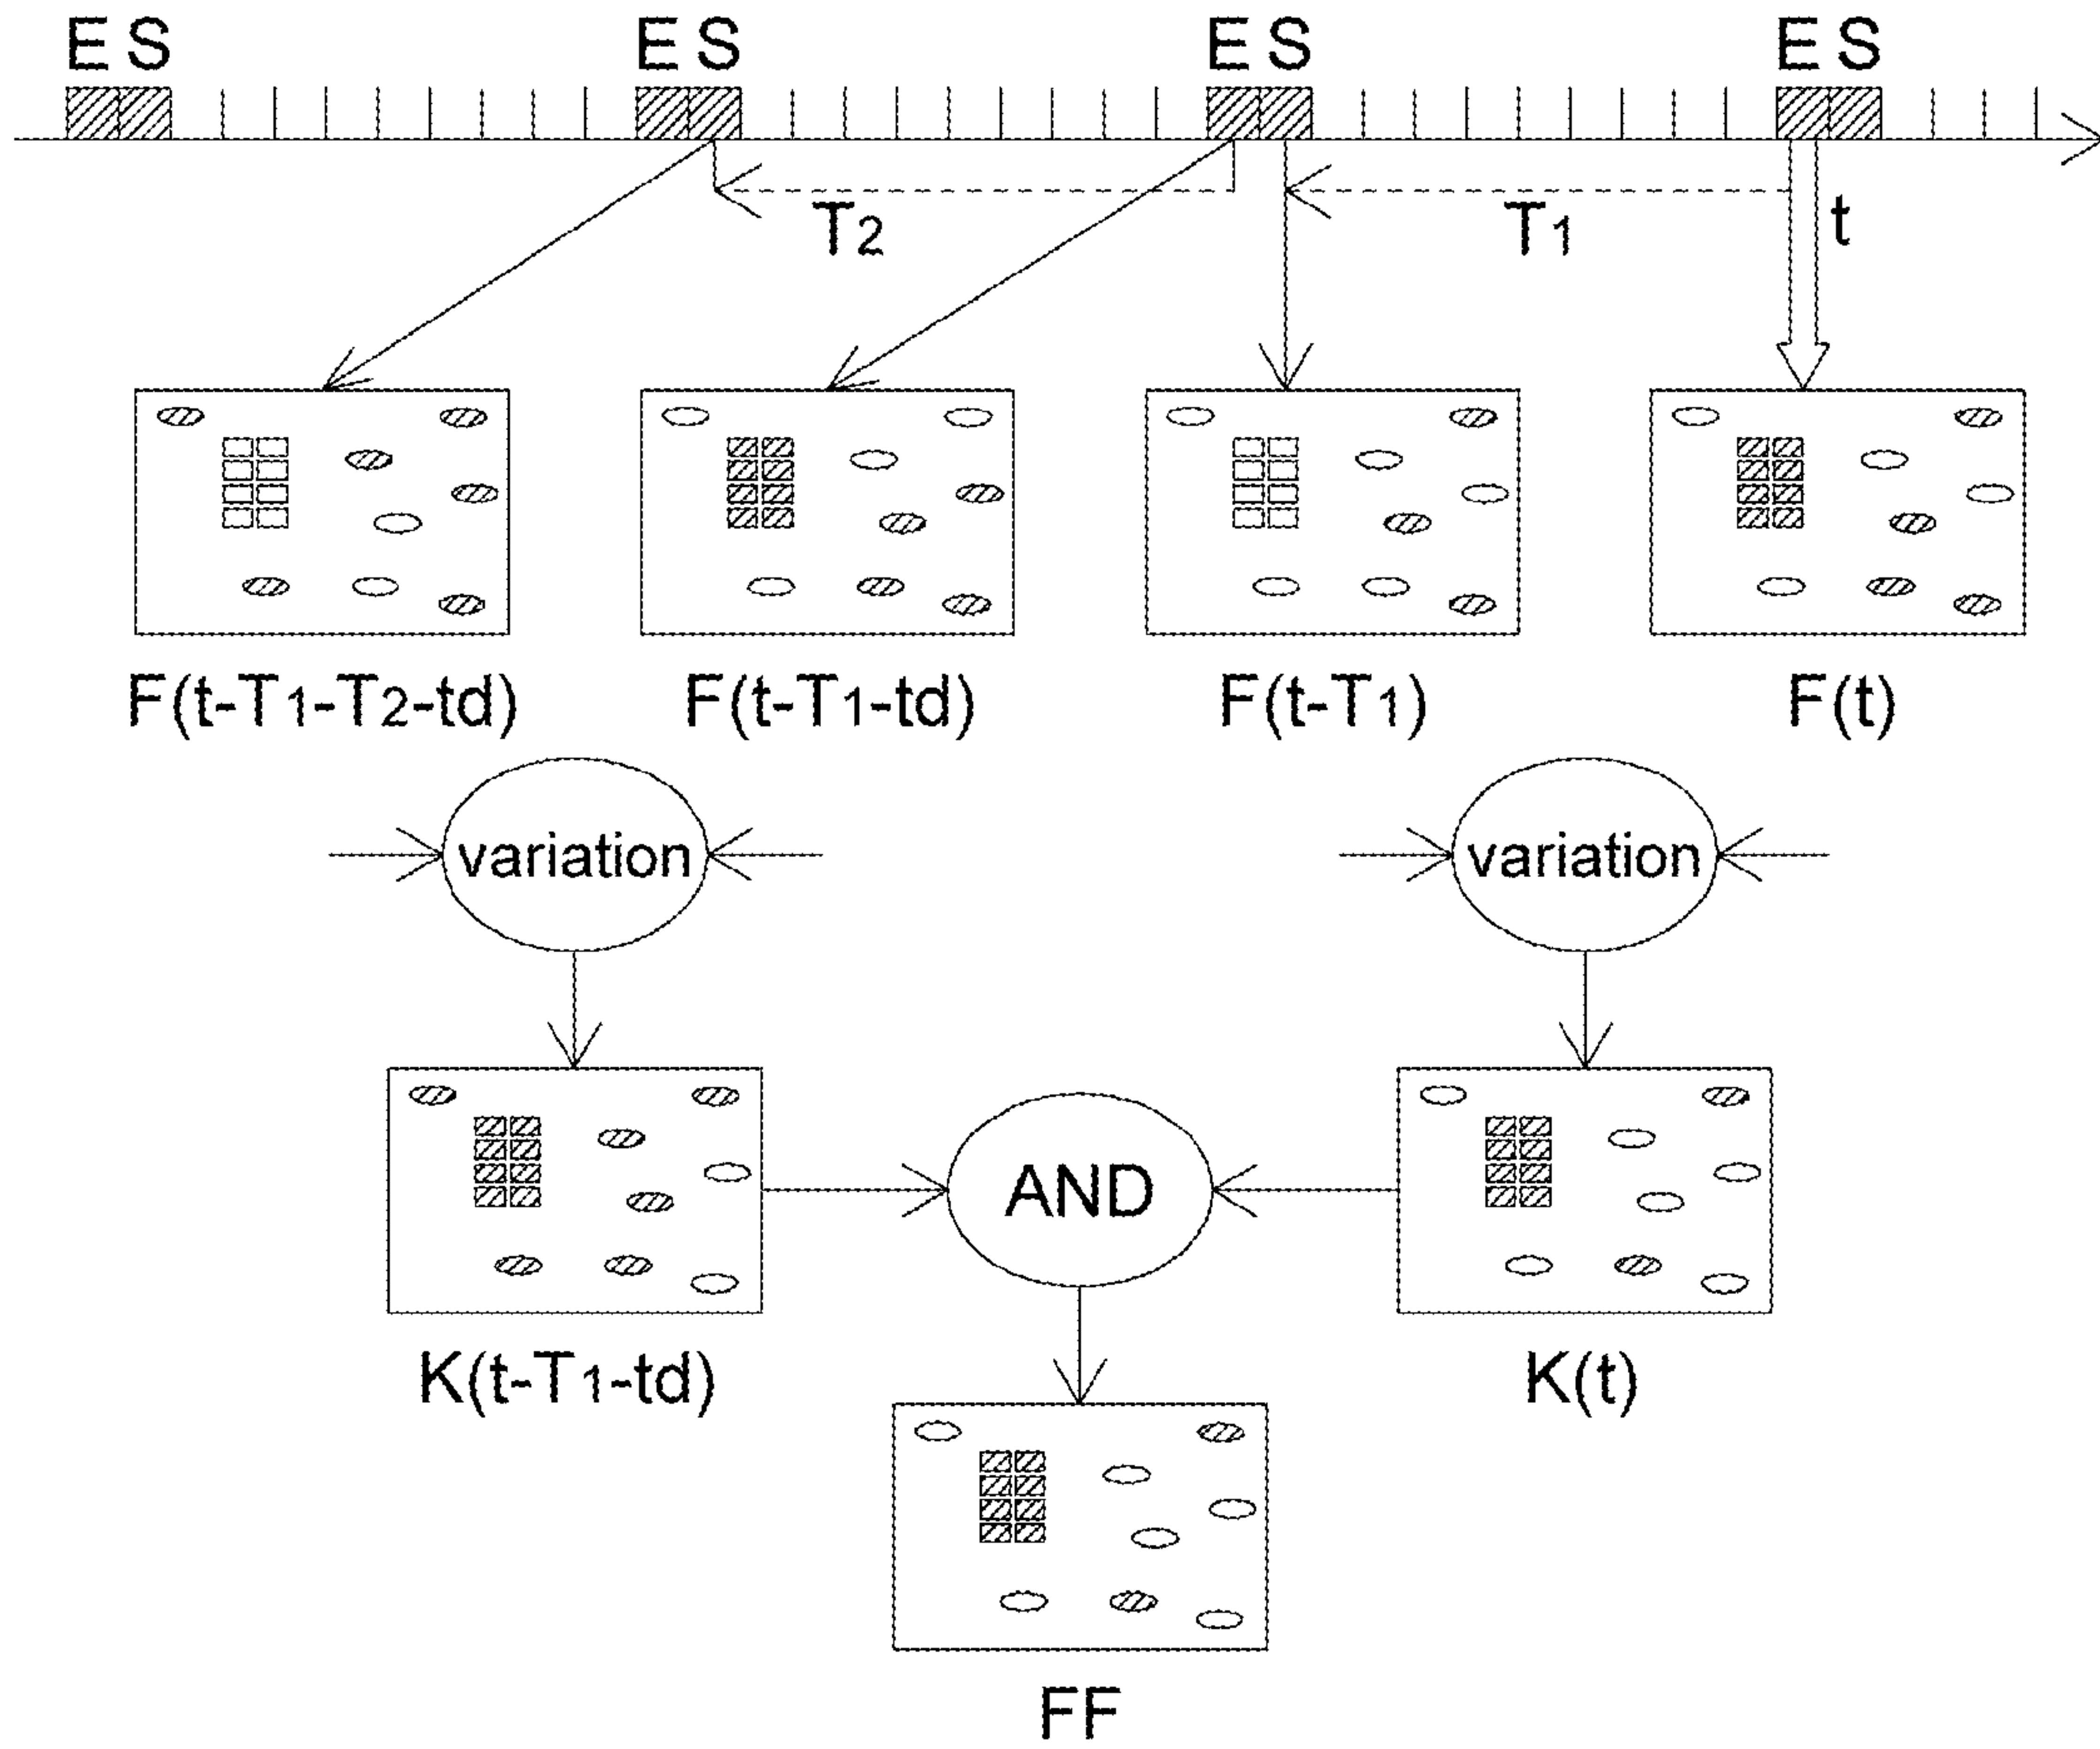 E S E S E S E S
T2 T1 t
F(t-T1-T2-td) F(t-T1-td) F(t-T1) F(t)
variation variation
AND
K(t-T1-td) K(t)
FF